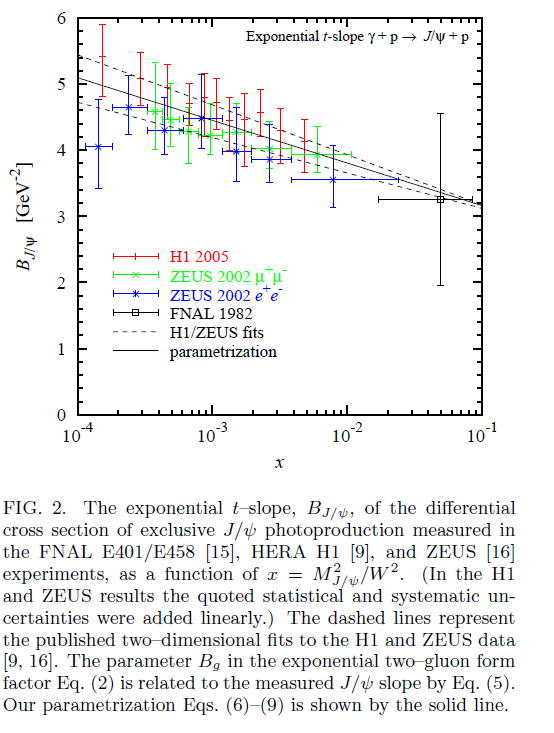 6
Exponential t-slope γ + p → J/ψ + p
5
4
3
2
1
0
B_{J/ψ} [GeV^{-2}]
H1 2005
ZEUS 2002 μ^+μ^-
ZEUS 2002 e^+e^-
FNAL 1982
H1/ZEUS fits
parametrization
10^{-4} 10^{-3} 10^{-2} 10^{-1}
x
FIG. 2. The exponential t–slope, B_{J/ψ}, of the differential
cross section of exclusive J/ψ photoproduction measured in
the FNAL E401/E458 [15], HERA H1 [9], and ZEUS [16]
experiments, as a function of x = M^2_{J/ψ}/W^2. (In the H1
and ZEUS results the quoted statistical and systematic un-
certainties were added linearly.) The dashed lines represent
the published two–dimensional fits to the H1 and ZEUS data
[9, 16]. The parameter B_g in the exponential two–gluon form
factor Eq. (2) is related to the measured J/ψ slope by Eq. (5).
Our parametrization Eqs. (6)–(9) is shown by the solid line.